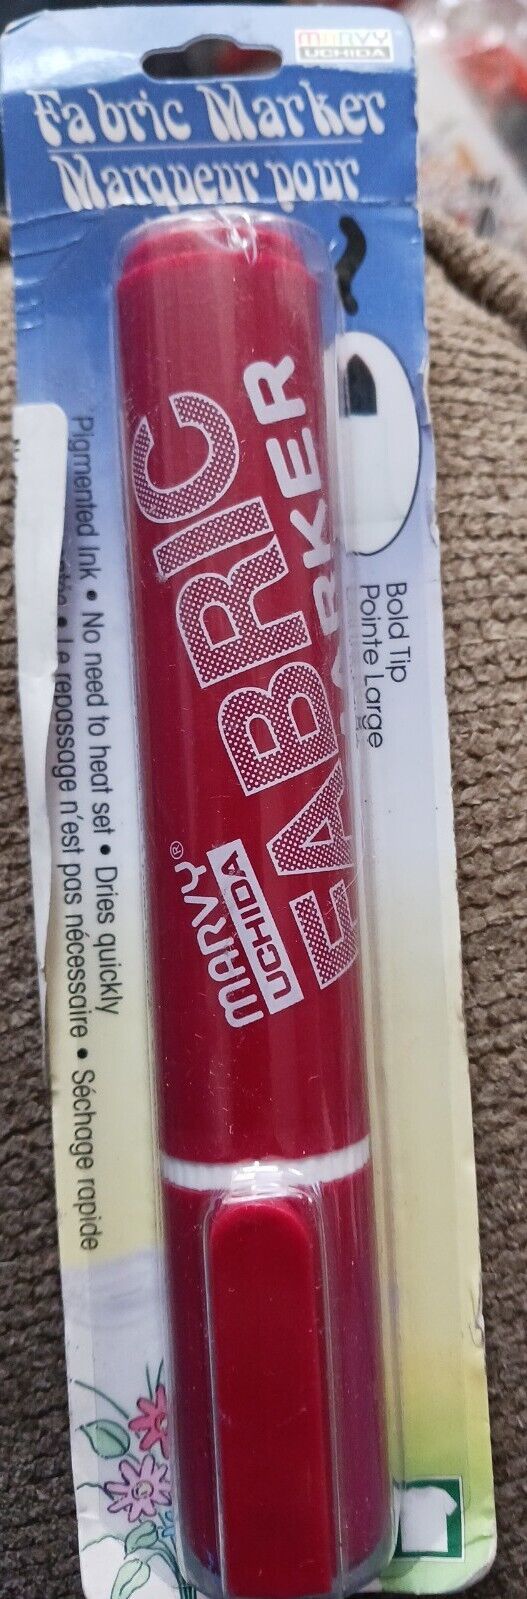 MARVY
UCHIDA
Fabric Marker
Marqueur pour
Bold Tip
Pointe Large
MARVY®
UCHIDA
FABRIC
MARKER
Pigmented Ink • No need to heat set • Dries quickly
• Le repassage n'est pas nécessaire • Séchage rapide